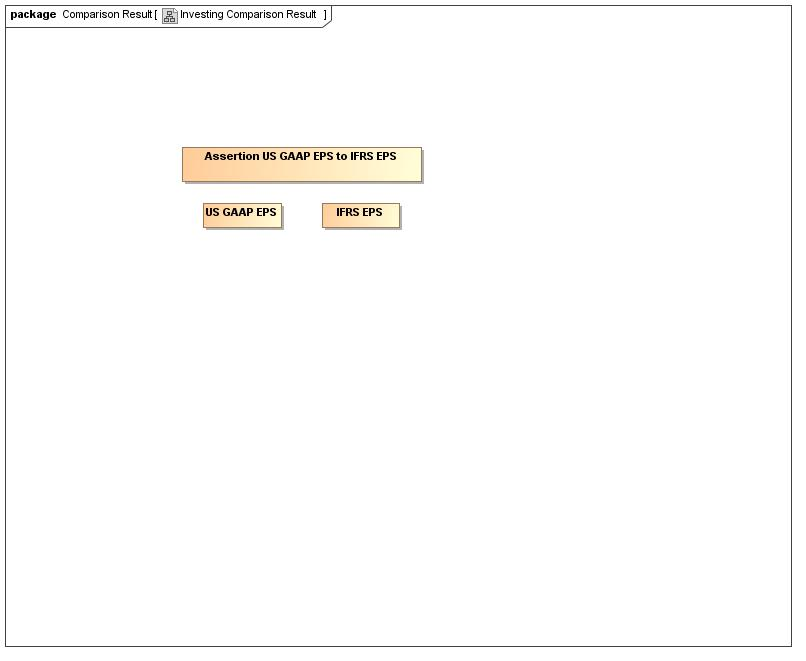 package Comparison Result [ Investing Comparison Result ]
Assertion US GAAP EPS to IFRS EPS
US GAAP EPS
IFRS EPS